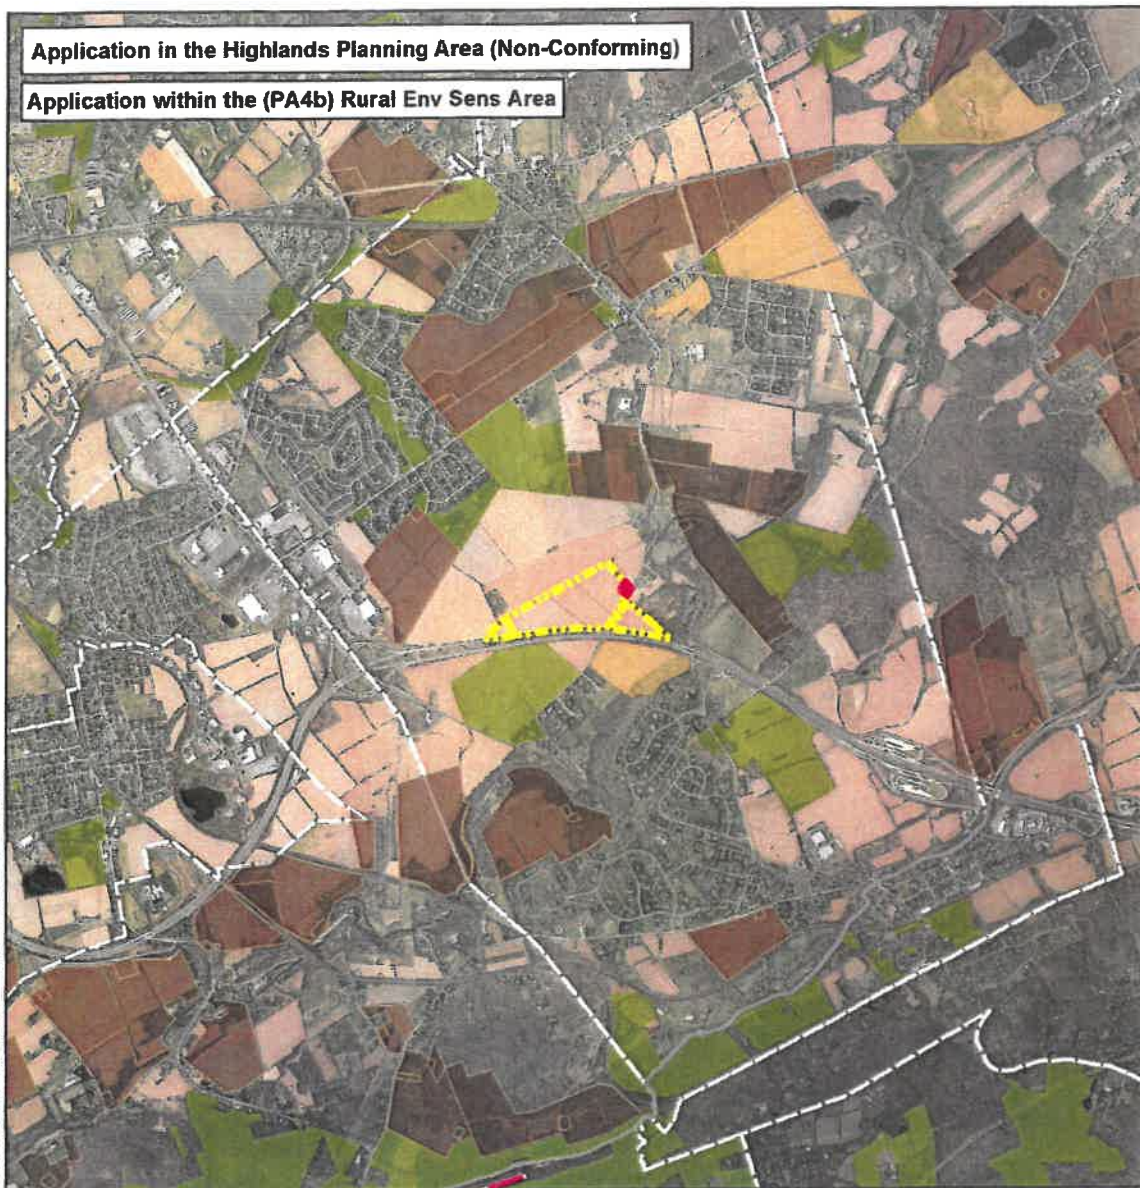 Application in the Highlands Planning Area (Non-Conforming)
Application within the (PA4b) Rural Env Sens Area